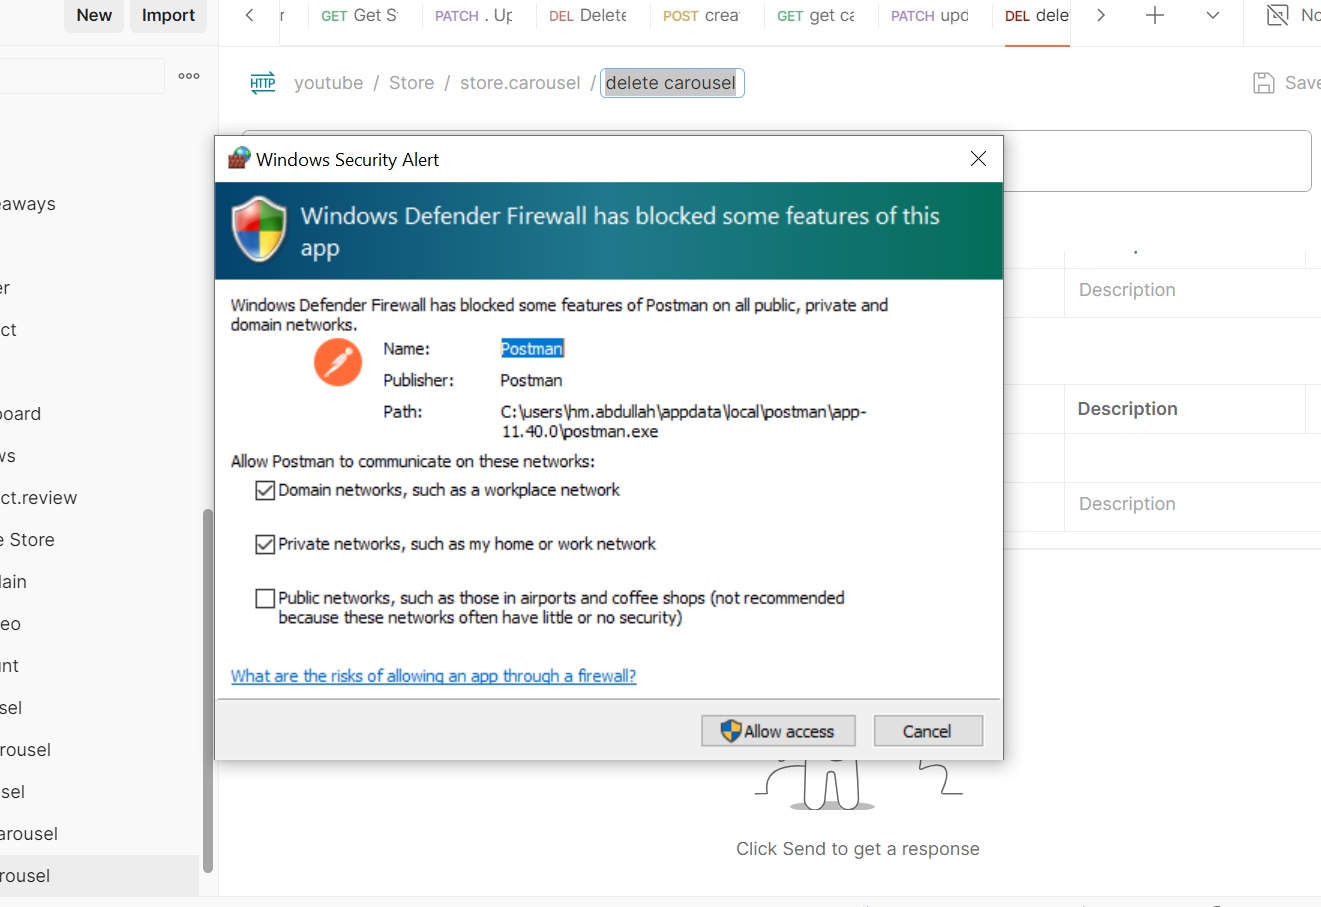 New
Import
GET Get S
PATCH . Up
DEL Delete
POST crea
GET get ca
PATCH upd
DEL dele
No
HTTP
youtube / Store / store.carousel / delete carousel
Save
eaways
er
ct
board
ws
ct.review
e Store
lain
eo
unt
sel
rousel
sel
arousel
rousel
Windows Security Alert
Windows Defender Firewall has blocked some features of this
app
Windows Defender Firewall has blocked some features of Postman on all public, private and
domain networks.
Name: Postman
Publisher: Postman
Path: C:\users\hm.abdullah\appdata\local\postman\app-
11.40.0\postman.exe
Allow Postman to communicate on these networks:
Domain networks, such as a workplace network
Private networks, such as my home or work network
Public networks, such as those in airports and coffee shops (not recommended
because these networks often have little or no security)
What are the risks of allowing an app through a firewall?
Allow access
Cancel
Description
Description
Description
Click Send to get a response